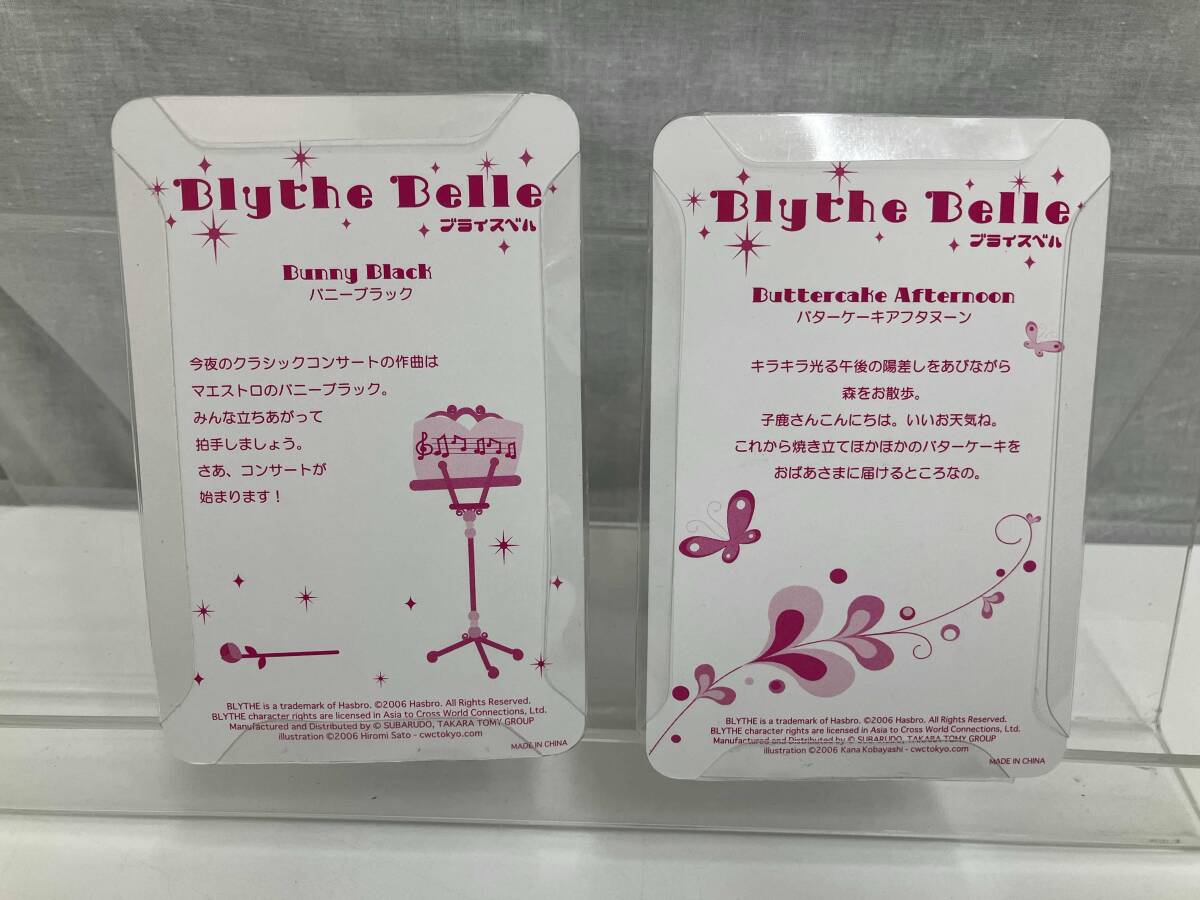 Blythe Belle
ブライスベル
Bunny Black
バニーブラック
今夜のクラシックコンサートの作曲は
マエストロのバニーブラック。
みんな立ちあがって
拍手しましょう。
さあ、コンサートが
始まります！
BLYTHE is a trademark of Hasbro. ©2006 Hasbro. All Rights Reserved.
BLYTHE character rights are licensed in Asia to Cross World Connections, Ltd.
Manufactured and Distributed by © SUBARUDO, TAKARA TOMY GROUP
illustration ©2006 Hiromi Sato - cwctokyo.com
MADE IN CHINA
Blythe Belle
ブライスベル
Buttercake Afternoon
バターケーキアフタヌーン
キラキラ光る午後の陽差しをあびながら
森をお散歩。
子鹿さんこんにちは。いいお天気ね。
これから焼き立てほかほかのバターケーキを
おばあさまに届けるところなの。
BLYTHE is a trademark of Hasbro. ©2006 Hasbro. All Rights Reserved.
BLYTHE character rights are licensed in Asia to Cross World Connections, Ltd.
Manufactured and Distributed by © SUBARUDO, TAKARA TOMY GROUP
illustration ©2006 Kana Kobayashi - cwctokyo.com
MADE IN CHINA